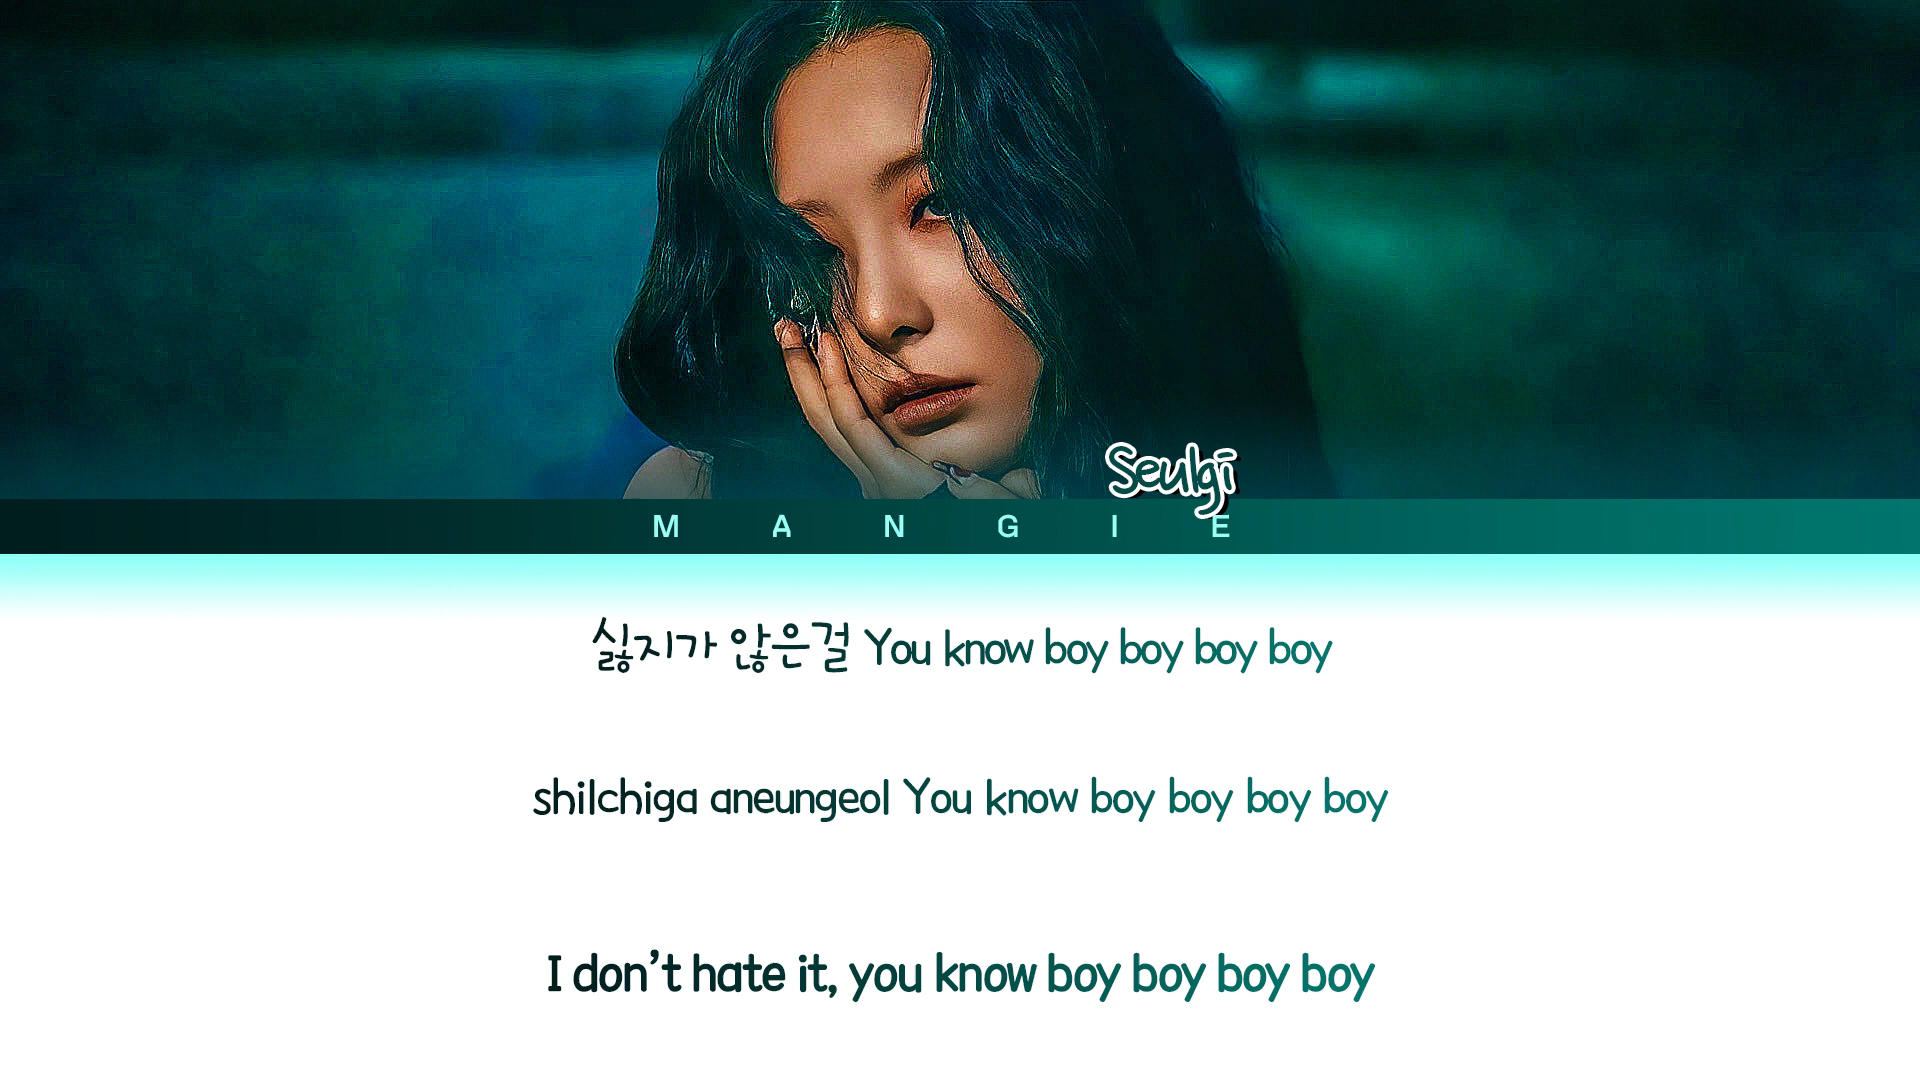 Seulgi
MANGIE
싫지가 않은걸 You know boy boy boy boy
shilchiga aneungeol You know boy boy boy boy
I don’t hate it, you know boy boy boy boy